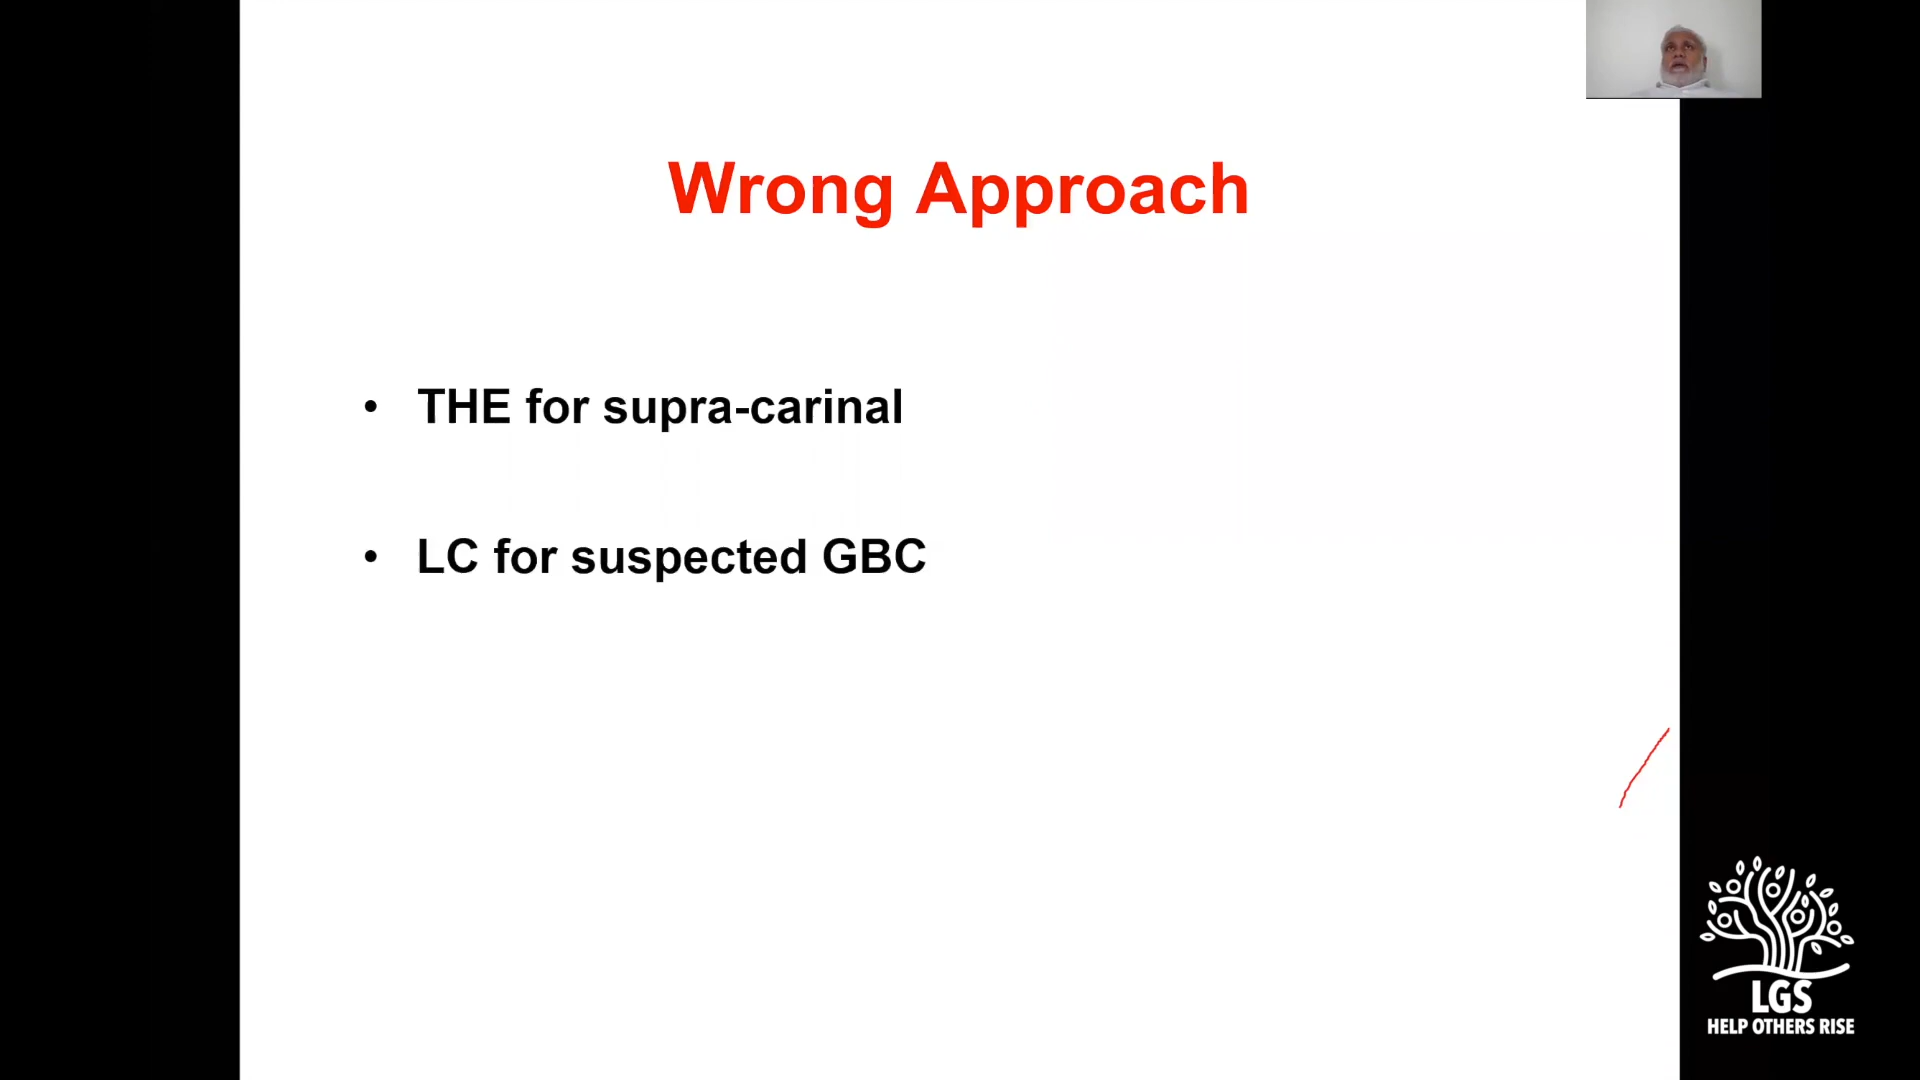 Wrong Approach
• THE for supra-carinal
• LC for suspected GBC
LGS
HELP OTHERS RISE